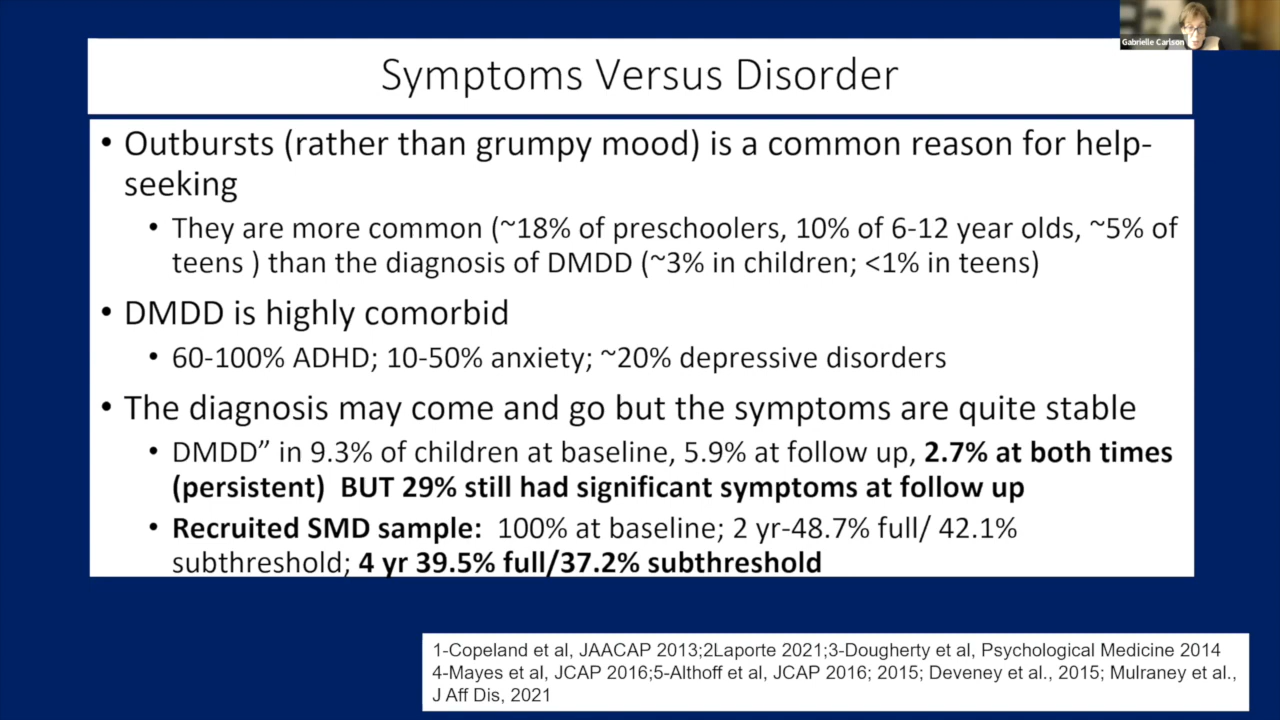 Gabrielle Carlson
Symptoms Versus Disorder
• Outbursts (rather than grumpy mood) is a common reason for help-
seeking
• They are more common (~18% of preschoolers, 10% of 6-12 year olds, ~5% of
teens ) than the diagnosis of DMDD (~3% in children; <1% in teens)
• DMDD is highly comorbid
• 60-100% ADHD; 10-50% anxiety; ~20% depressive disorders
• The diagnosis may come and go but the symptoms are quite stable
• DMDD” in 9.3% of children at baseline, 5.9% at follow up, 2.7% at both times
(persistent) BUT 29% still had significant symptoms at follow up
• Recruited SMD sample: 100% at baseline; 2 yr-48.7% full/ 42.1%
subthreshold; 4 yr 39.5% full/37.2% subthreshold
1-Copeland et al, JAACAP 2013;2Laporte 2021;3-Dougherty et al, Psychological Medicine 2014
4-Mayes et al, JCAP 2016;5-Althoff et al, JCAP 2016; 2015; Deveney et al., 2015; Mulraney et al.,
J Aff Dis, 2021